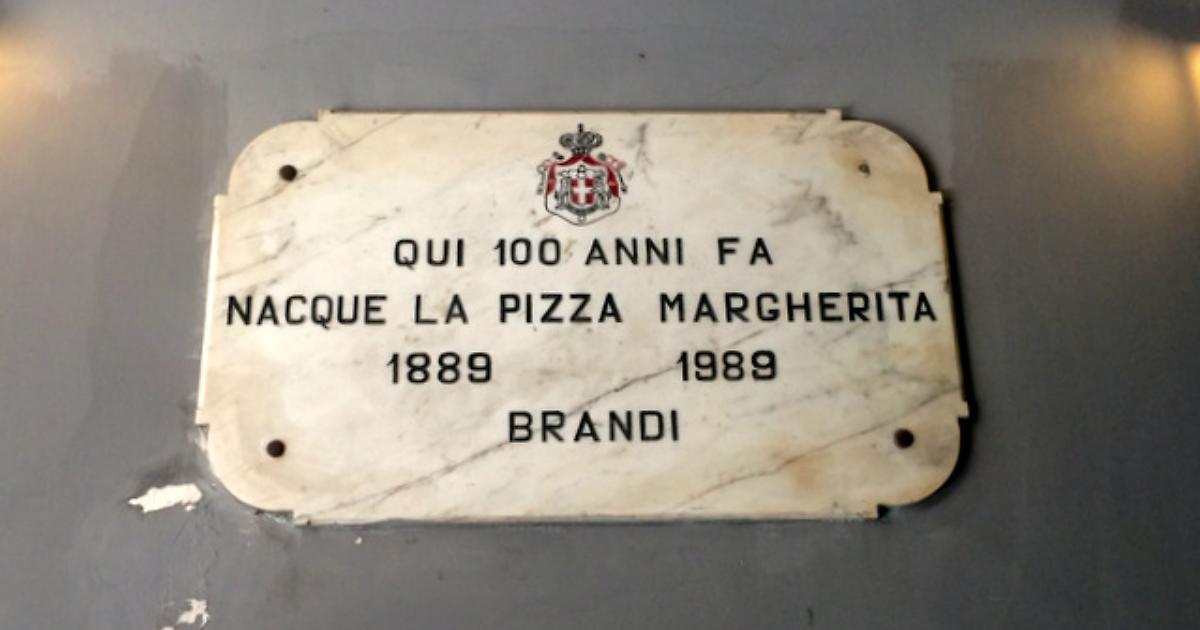 QUI 100 ANNI FA
NACQUE LA PIZZA MARGHERITA
1889 1989
BRANDI